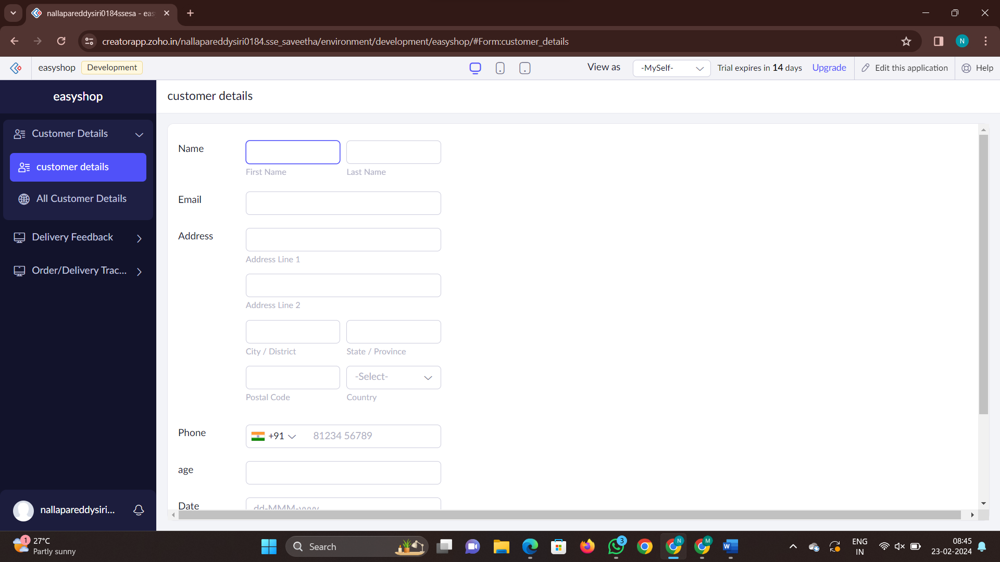 nallapareddysiri0184ssesa - eas
creatorapp.zoho.in/nallapareddysiri0184.sse_saveetha/environment/development/easyshop/#Form:customer_details
N
easyshop
Development
View as
-MySelf-
Trial expires in 14 days
Upgrade
Edit this application
Help
easyshop
Customer Details
customer details
All Customer Details
Delivery Feedback
Order/Delivery Trac...
nallapareddysiri...
customer details
Name
First Name
Last Name
Email
Address
Address Line 1
Address Line 2
City / District
State / Province
-Select-
Postal Code
Country
Phone
+91
81234 56789
age
Date
dd-MMM-yyyy
1
27°C
Partly sunny
Search
3
N
M
W
ENG
IN
08:45
23-02-2024